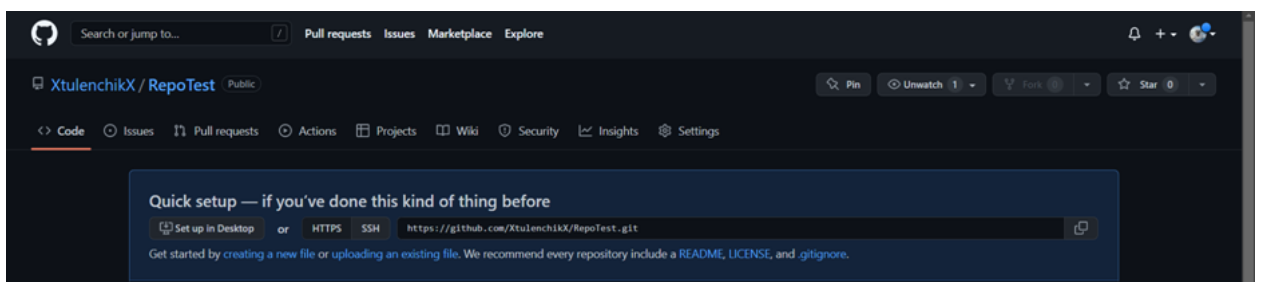 Search or jump to... / Pull requests Issues Marketplace Explore
XtulenchikX / RepoTest Public Pin Unwatch 1 Fork 0 Star 0
Code Issues Pull requests Actions Projects Wiki Security Insights Settings
Quick setup — if you've done this kind of thing before
Set up in Desktop or HTTPS SSH https://github.com/XtulenchikX/RepoTest.git
Get started by creating a new file or uploading an existing file. We recommend every repository include a README, LICENSE, and .gitignore.